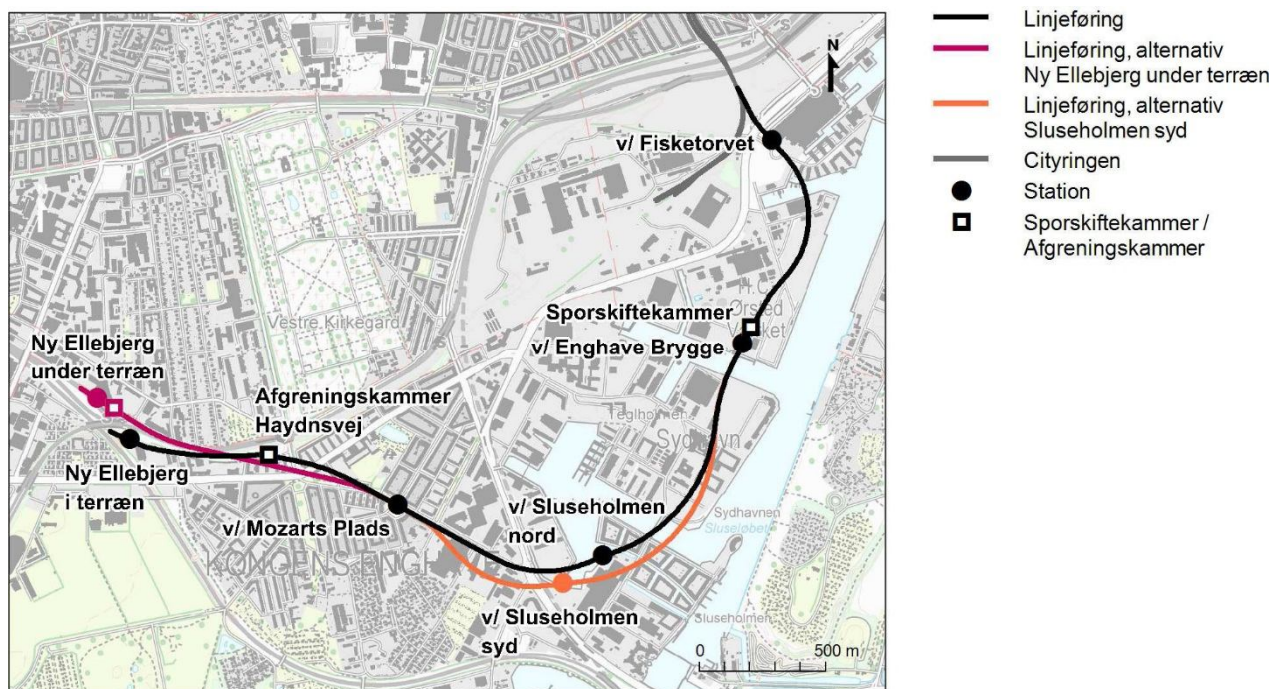 N
v/ Fisketorvet
H.C.
Ørsted
Sporskiftekammer
v/ Enghave Brygge
Vestre Kirkegård
Ny Ellebjerg
under terræn
Afgreningskammer
Haydnsvej
Teglholmen
Sydhavn
Ny Ellebjerg
i terræn
v/ Mozarts Plads
v/ Sluseholmen
nord
Sydhavnen
Sluseløbet
v/ Sluseholmen
syd
Sluseholmen
0 500 m
Linjeføring
Linjeføring, alternativ
Ny Ellebjerg under terræn
Linjeføring, alternativ
Sluseholmen syd
Cityringen
Station
Sporskiftekammer /
Afgreningskammer